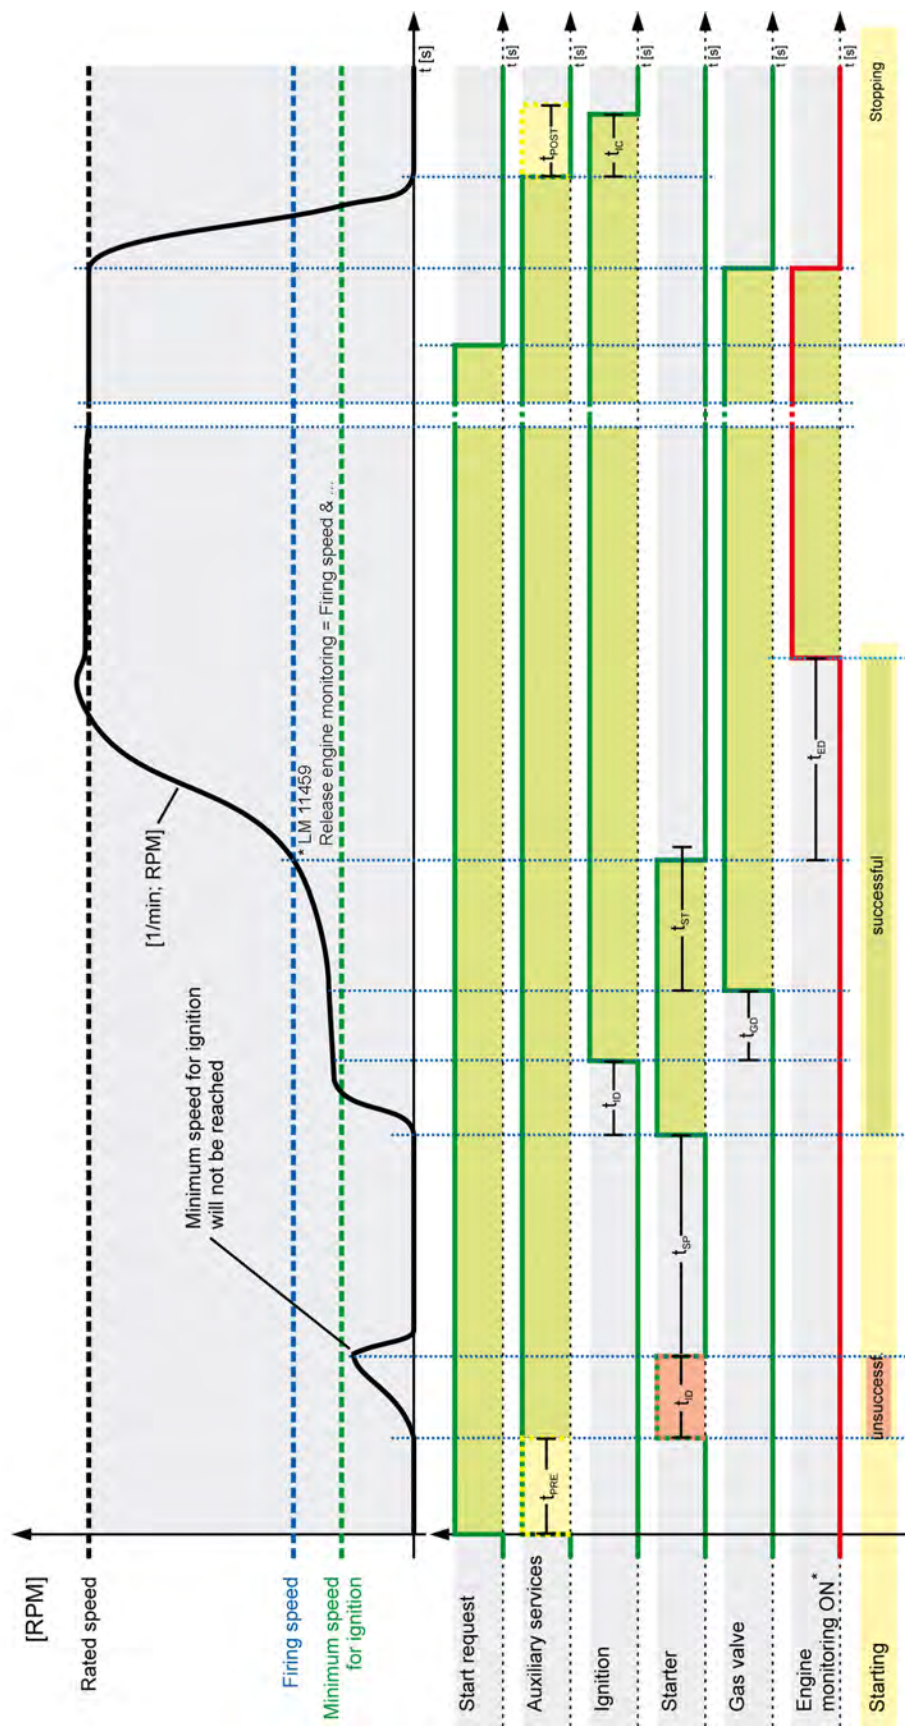 [RPM]
Rated speed
Firing speed
Minimum speed
for ignition
Minimum speed for ignition
will not be reached
[1/min; RPM]
* LM 11459
Release engine monitoring = Firing speed & ...
t [s]
Start request
t [s]
Auxiliary services
tPRE
tPOST
t [s]
Ignition
tID
tIC
t [s]
Starter
tID
tSP
tST
t [s]
Gas valve
tGD
t [s]
Engine
monitoring ON*
tED
t [s]
Starting
unsuccessf.
successful
Stopping